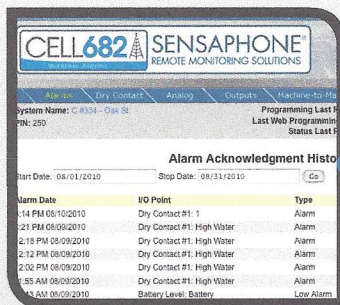 CELL682 SENSAPHONE®
Wireless Alarms REMOTE MONITORING SOLUTIONS
Alarms Dry Contact Analog Outputs Machine-to-Ma
System Name: C #334 - Oak St. Programming Last R
PIN: 250 Last Web Programmin
Status Last R
Alarm Acknowledgment Histo
Start Date: 08/01/2010 Stop Date: 08/31/2010 Go
Alarm Date I/O Point Type
:14 PM 08/10/2010 Dry Contact #1: 1 Alarm
:21 PM 08/09/2010 Dry Contact #1: High Water Alarm
2:18 PM 08/09/2010 Dry Contact #1: High Water Alarm
2:12 PM 08/09/2010 Dry Contact #1: High Water Alarm
2:02 PM 08/09/2010 Dry Contact #1: High Water Alarm
:55 AM 08/09/2010 Dry Contact #1: High Water Alarm
:43 AM 08/09/2010 Battery Level: Battery Low Alarm